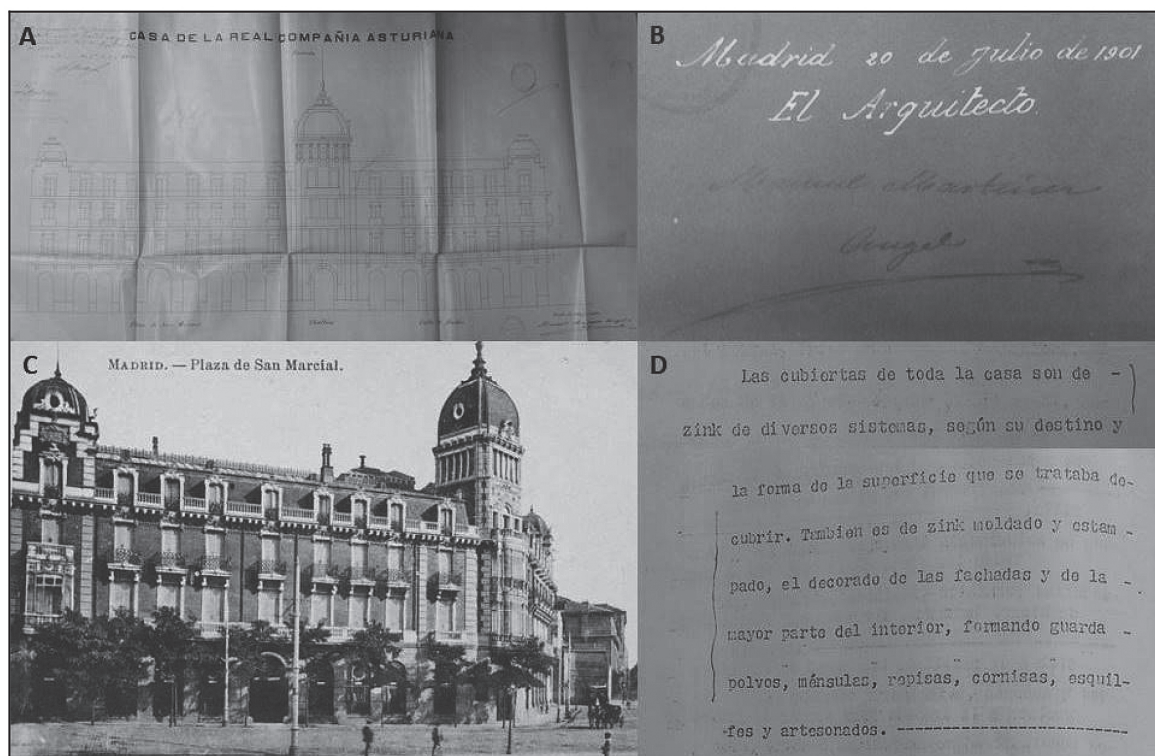 A
CASA DE LA REAL COMPAÑIA ASTURIANA
B
Madrid 20 de Julio de 1901
El Arquitecto.
Manuel Martinez
Angel
C
MADRID. — Plaza de San Marcial.
D
Las cubiertas de toda la casa son de -
zink de diversos sistemas, según su destino y
la forma de la superficie que se trataba de-
cubrir. Tambien es de zink moldado y estam -
pado, el decorado de las fachadas y de la -
mayor parte del interior, formando guarda -
polvos, ménsulas, repisas, cornisas, esquil-
fes y artesonados. ----------------------